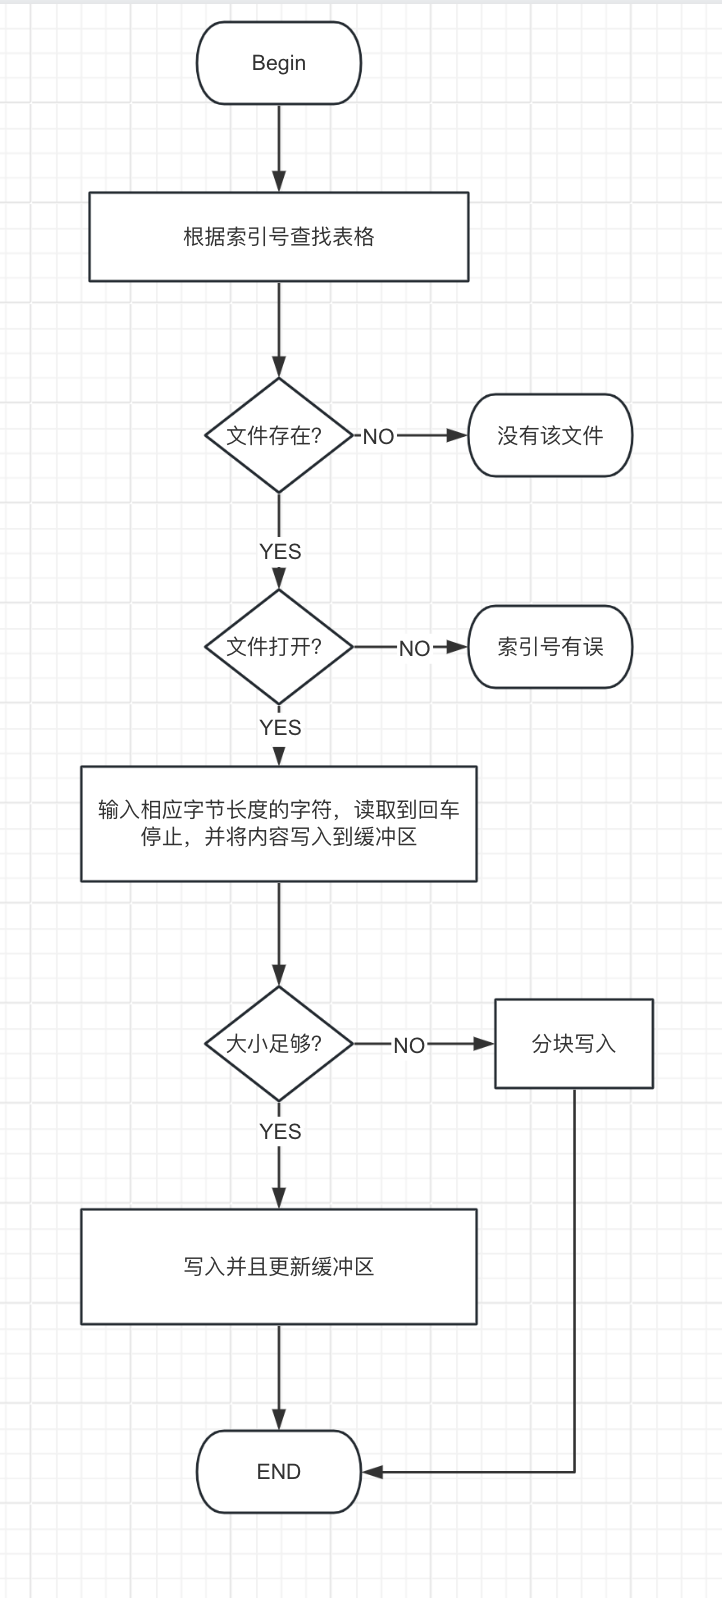 Begin
根据索引号查找表格
文件存在?
NO
没有该文件
YES
文件打开?
NO
索引号有误
YES
输入相应字节长度的字符，读取到回车
停止，并将内容写入到缓冲区
大小足够?
NO
分块写入
YES
写入并且更新缓冲区
END